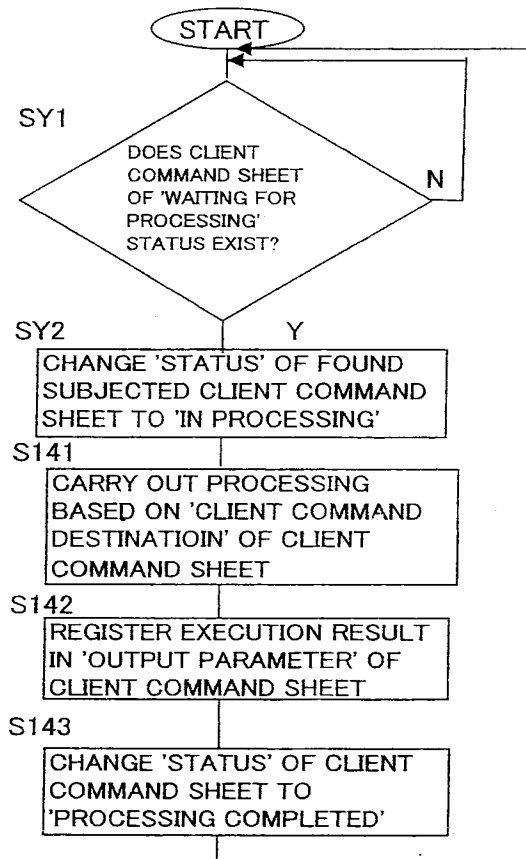 START
SY1
DOES CLIENT
COMMAND SHEET
OF 'WAITING FOR
PROCESSING'
STATUS EXIST?
N
SY2
Y
CHANGE 'STATUS' OF FOUND
SUBJECTED CLIENT COMMAND
SHEET TO 'IN PROCESSING'
S141
CARRY OUT PROCESSING
BASED ON 'CLIENT COMMAND
DESTINATIOIN' OF CLIENT
COMMAND SHEET
S142
REGISTER EXECUTION RESULT
IN 'OUTPUT PARAMETER' OF
CLIENT COMMAND SHEET
S143
CHANGE 'STATUS' OF CLIENT
COMMAND SHEET TO
'PROCESSING COMPLETED'